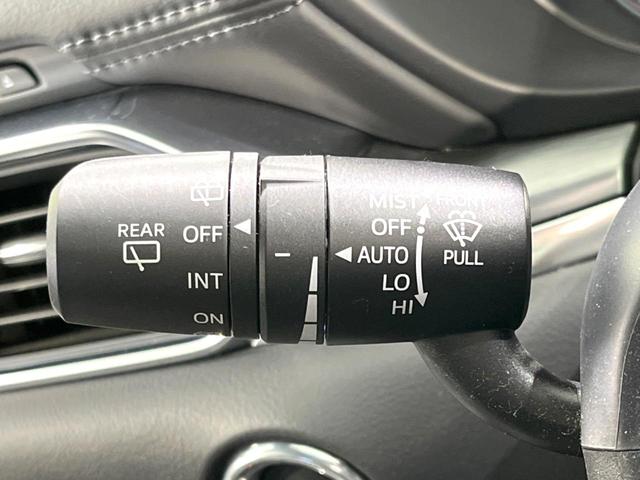 REAR
OFF
INT
ON
MIST
OFF
AUTO
LO
HI
FRONT
PULL